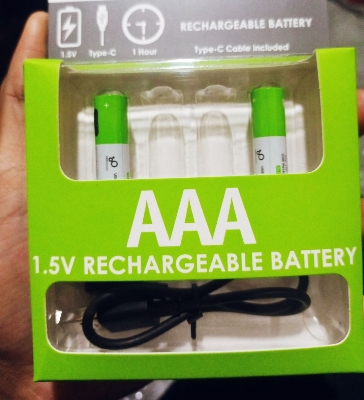 RECHARGEABLE BATTERY
1.5V Type-C 1 Hour Type-C Cable Included
AAA
1.5V RECHARGEABLE BATTERY